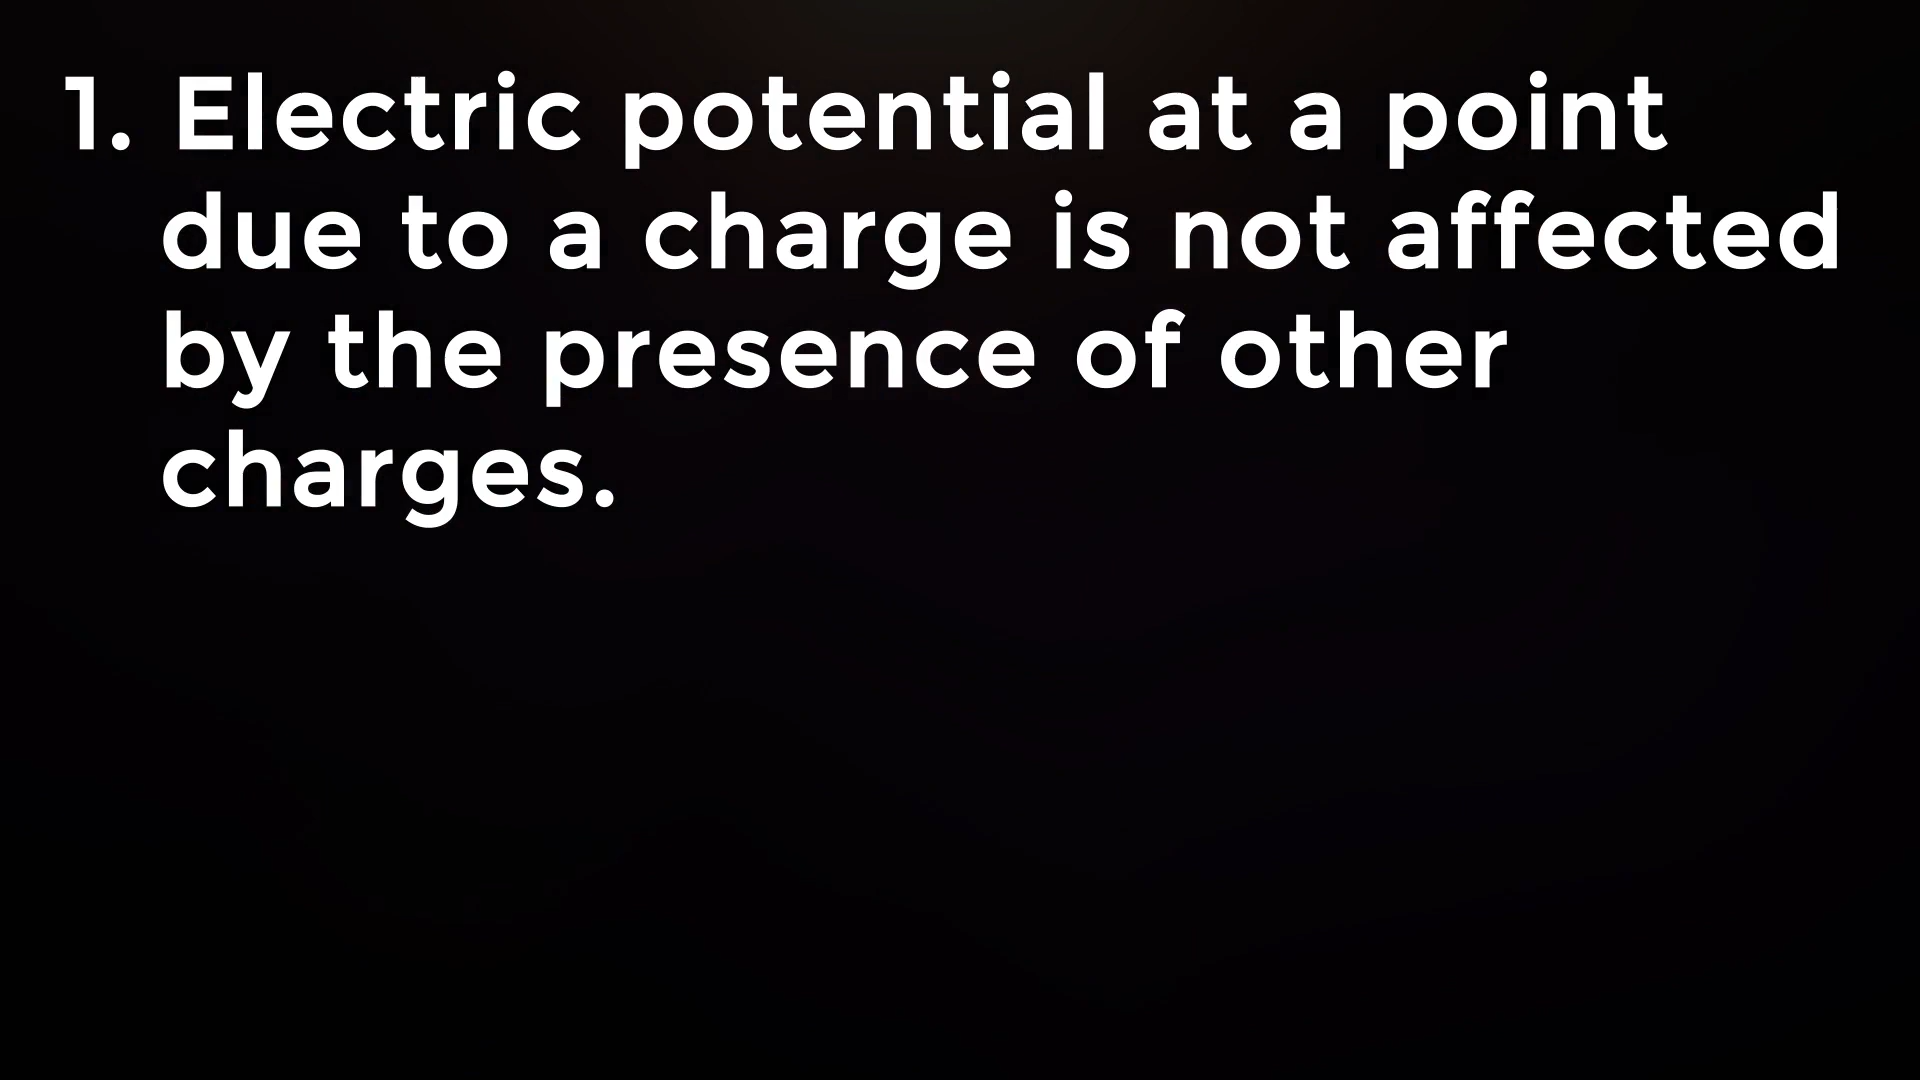 1. Electric potential at a point
due to a charge is not affected
by the presence of other
charges.